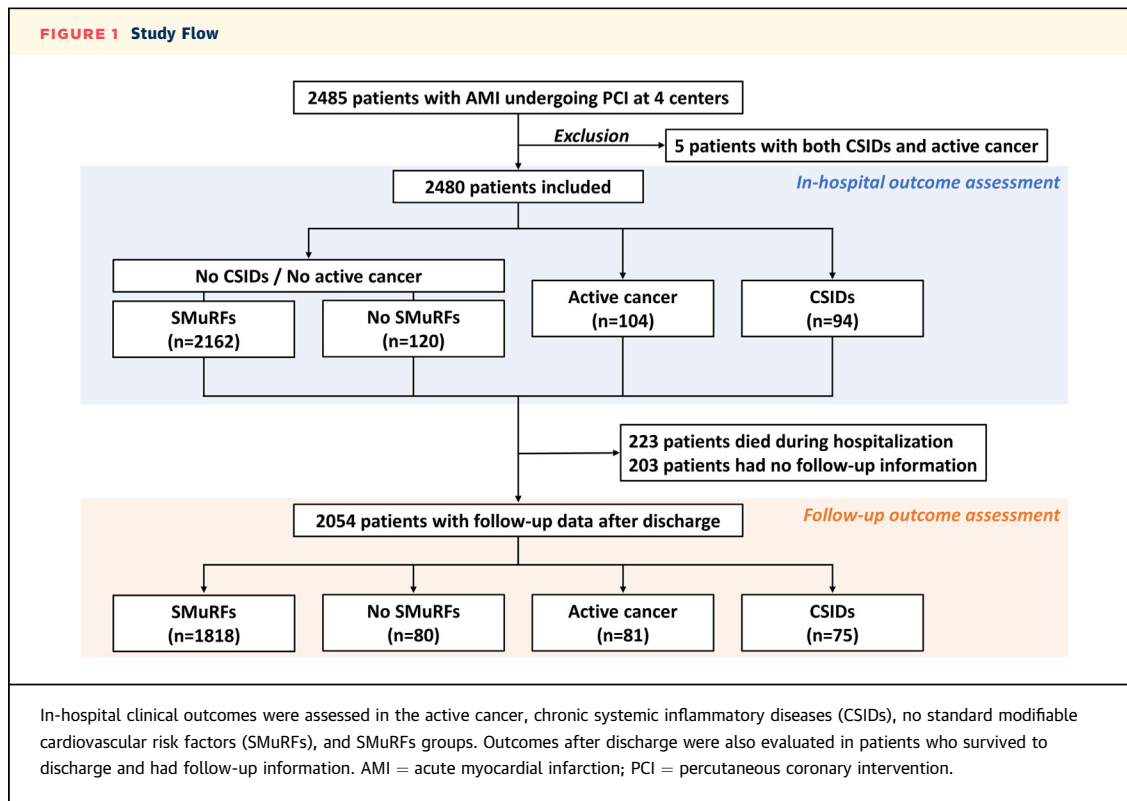 FIGURE 1 Study Flow
2485 patients with AMI undergoing PCI at 4 centers
Exclusion
5 patients with both CSIDs and active cancer
2480 patients included
In-hospital outcome assessment
No CSIDs / No active cancer
SMuRFs
(n=2162)
No SMuRFs
(n=120)
Active cancer
(n=104)
CSIDs
(n=94)
223 patients died during hospitalization
203 patients had no follow-up information
2054 patients with follow-up data after discharge
Follow-up outcome assessment
SMuRFs
(n=1818)
No SMuRFs
(n=80)
Active cancer
(n=81)
CSIDs
(n=75)
In-hospital clinical outcomes were assessed in the active cancer, chronic systemic inflammatory diseases (CSIDs), no standard modifiable
cardiovascular risk factors (SMuRFs), and SMuRFs groups. Outcomes after discharge were also evaluated in patients who survived to
discharge and had follow-up information. AMI = acute myocardial infarction; PCI = percutaneous coronary intervention.